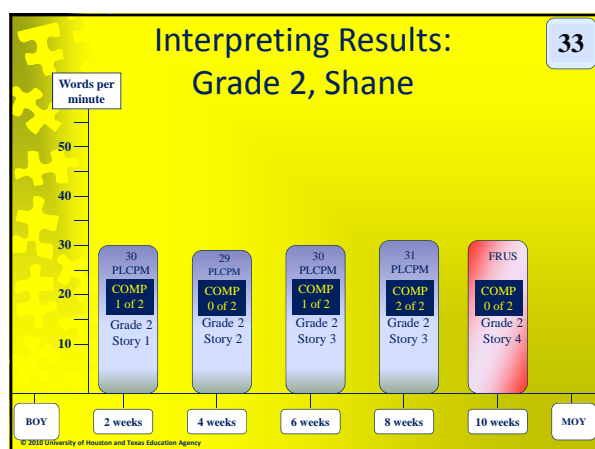 Interpreting Results:
Grade 2, Shane
33
Words per
minute
50
40
30
20
10
30
PLCPM
COMP
1 of 2
Grade 2
Story 1
29
PLCPM
COMP
0 of 2
Grade 2
Story 2
30
PLCPM
COMP
1 of 2
Grade 2
Story 3
31
PLCPM
COMP
2 of 2
Grade 2
Story 3
FRUS
COMP
0 of 2
Grade 2
Story 4
BOY
2 weeks
4 weeks
6 weeks
8 weeks
10 weeks
MOY
© 2010 University of Houston and Texas Education Agency